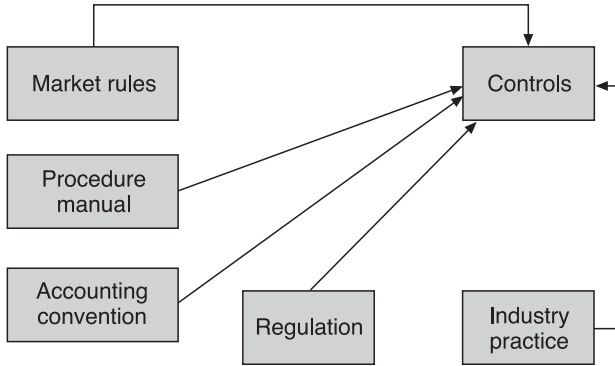 Market rules
Controls
Procedure
manual
Accounting
convention
Regulation
Industry
practice